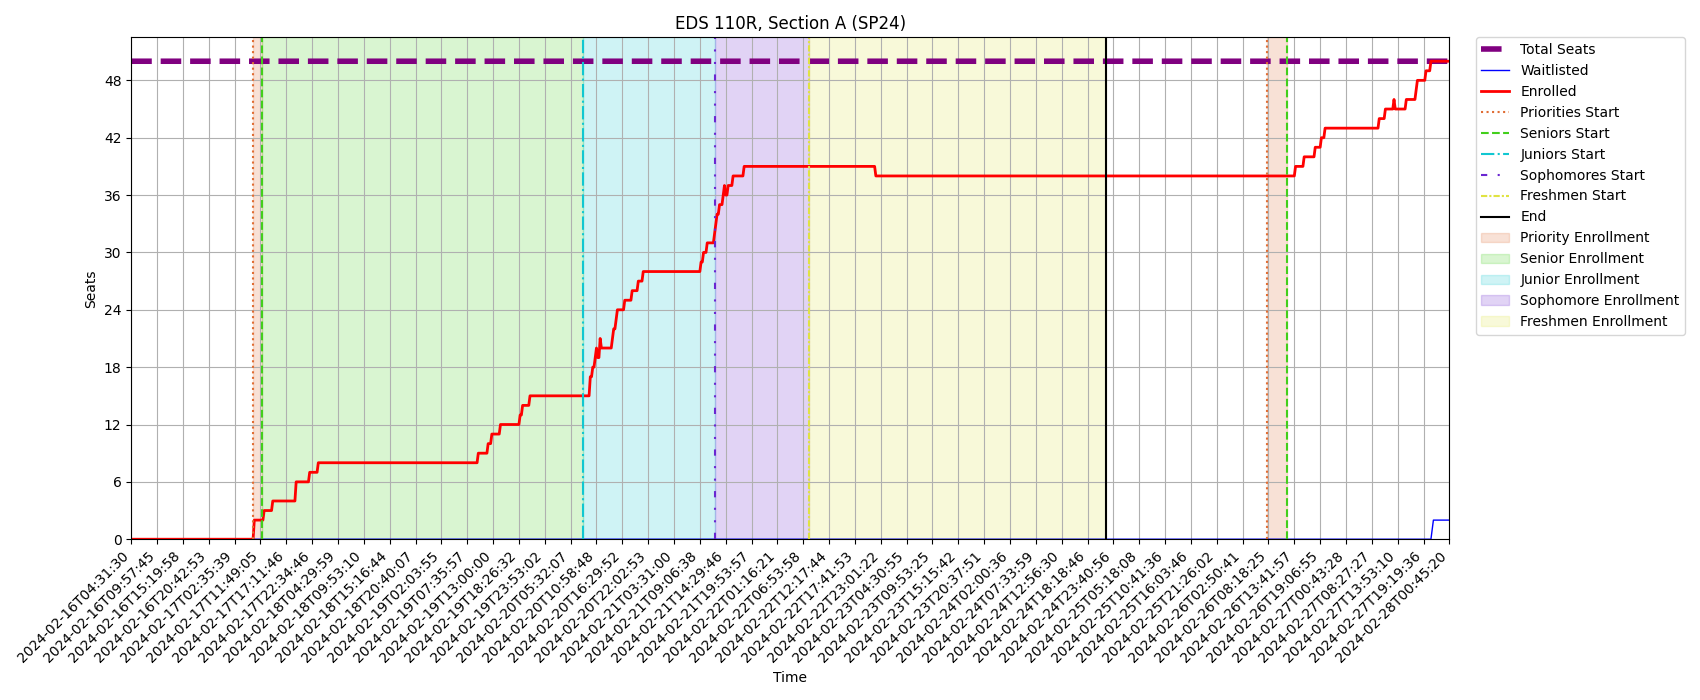 EDS 110R, Section A (SP24)
Total Seats
Waitlisted
Enrolled
Priorities Start
Seniors Start
Juniors Start
Sophomores Start
Freshmen Start
End
Priority Enrollment
Senior Enrollment
Junior Enrollment
Sophomore Enrollment
Freshmen Enrollment
Seats
48
42
36
30
24
18
12
6
0
2024-02-16T04:31:30
2024-02-16T09:57:45
2024-02-16T15:19:58
2024-02-16T20:42:53
2024-02-17T02:35:39
2024-02-17T11:49:05
2024-02-17T17:11:46
2024-02-17T22:34:46
2024-02-18T04:29:59
2024-02-18T09:53:10
2024-02-18T15:16:44
2024-02-18T20:40:07
2024-02-19T02:03:55
2024-02-19T07:35:57
2024-02-19T13:00:00
2024-02-19T18:26:32
2024-02-19T23:53:02
2024-02-20T05:32:07
2024-02-20T10:58:48
2024-02-20T16:29:52
2024-02-20T22:02:53
2024-02-21T03:31:00
2024-02-21T09:06:38
2024-02-21T14:29:46
2024-02-21T19:53:57
2024-02-22T01:16:21
2024-02-22T06:53:58
2024-02-22T12:17:44
2024-02-22T17:41:53
2024-02-22T23:01:22
2024-02-23T04:30:55
2024-02-23T09:53:25
2024-02-23T15:15:42
2024-02-23T20:37:51
2024-02-24T02:00:36
2024-02-24T07:33:59
2024-02-24T12:56:30
2024-02-24T18:18:46
2024-02-24T23:40:56
2024-02-25T05:18:08
2024-02-25T10:41:36
2024-02-25T16:03:46
2024-02-25T21:26:02
2024-02-26T02:50:41
2024-02-26T08:18:25
2024-02-26T13:41:57
2024-02-26T19:06:55
2024-02-27T00:43:28
2024-02-27T08:27:27
2024-02-27T13:53:10
2024-02-27T19:19:36
2024-02-28T00:45:20
Time